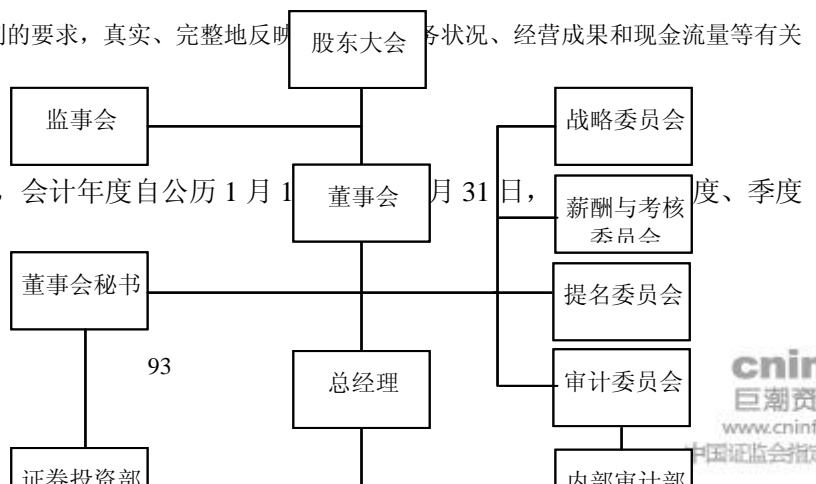 的要求，真实、完整地反映
务状况、经营成果和现金流量等有关
股东大会
监事会
战略委员会
，会计年度自公历 1 月 1
董事会
月 31 日，
薪酬与考核
委员会
度、季度
董事会秘书
提名委员会
93
总经理
审计委员会
cninf
巨潮资
www.cninf
中国证监会指定
证券投资部
内部审计部